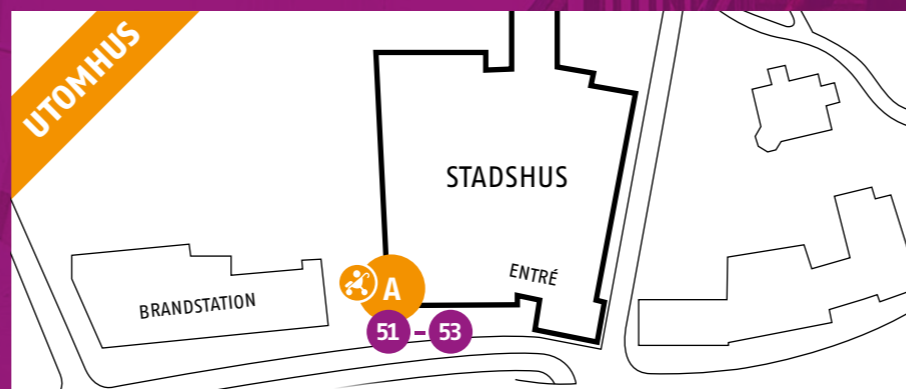 UTOMHUS
STADSHUS
ENTRÉ
BRANDSTATION
A
51 – 53